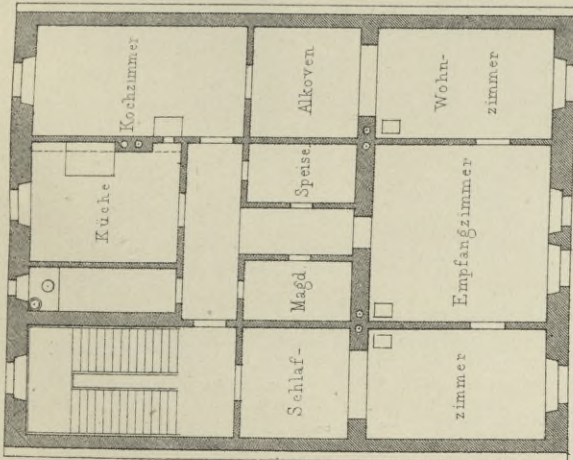 Küche
Kochzimmer
Schlaf-
Magd
Speise
Alkoven
zimmer
Empfangzimmer
Wohn-
zimmer